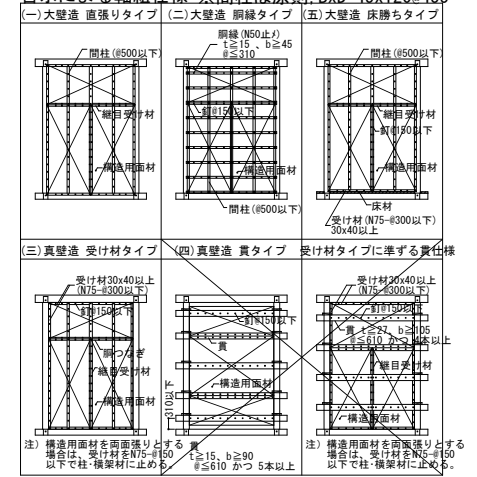 (一)大壁造 直張りタイプ
間柱(@500以下)
継目受け材
構造用面材
(二)大壁造 胴縁タイプ
胴縁(N50止メ)
t≧15 、b≧45
@≦310
釘@150以下
構造用面材
間柱(@500以下)
(五)大壁造 床勝ちタイプ
間柱(@500以下)
継目受け材
釘@150以下
構造用面材
床材
受け材(N75-@300以下)
30x40以上
(三)真壁造 受け材タイプ
受け材30x40以上
(N75-@300以下)
釘@150以下
胴つなぎ
継目受け材
構造用面材
注) 構造用面材を両面張りとする
場合は、受け材をN75-@150
以下で柱・横架材に止める。
(四)真壁造 貫タイプ
釘@150以下
貫
構造用面材
310以下
貫
t≧15、b≧90
@≦610 かつ 5本以上
受け材タイプに準ずる貫仕様
受け材30x40以上
(N75-@300以下)
釘@150以下
貫 t≧27、b≧105
@≦610 かつ 4本以上
継目受け材
構造用面材
注) 構造用面材を両面張りとする
場合は、受け材をN75-@150
以下で柱・横架材に止める。